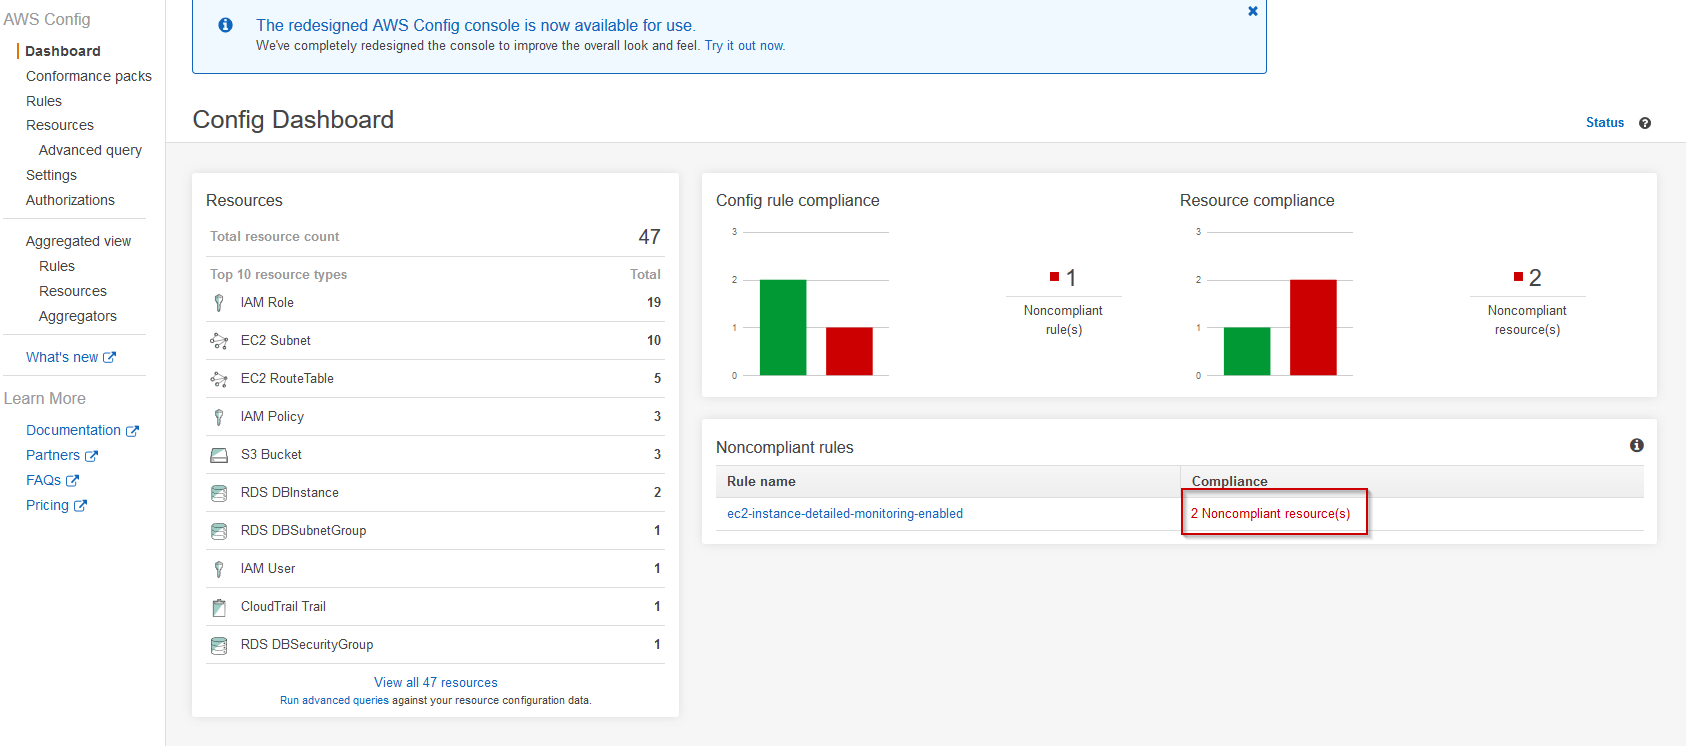 AWS Config
Dashboard
Conformance packs
Rules
Resources
Advanced query
Settings
Authorizations
Aggregated view
Rules
Resources
Aggregators
What's new
Learn More
Documentation
Partners
FAQs
Pricing
The redesigned AWS Config console is now available for use.
We've completely redesigned the console to improve the overall look and feel. Try it out now.
Config Dashboard
Status
Resources
Total resource count 47
Top 10 resource types Total
IAM Role 19
EC2 Subnet 10
EC2 RouteTable 5
IAM Policy 3
S3 Bucket 3
RDS DBInstance 2
RDS DBSubnetGroup 1
IAM User 1
CloudTrail Trail 1
RDS DBSecurityGroup 1
View all 47 resources
Run advanced queries against your resource configuration data.
Config rule compliance
3
2
1
0
1
Noncompliant
rule(s)
Resource compliance
3
2
1
0
2
Noncompliant
resource(s)
Noncompliant rules
Rule name Compliance
ec2-instance-detailed-monitoring-enabled 2 Noncompliant resource(s)